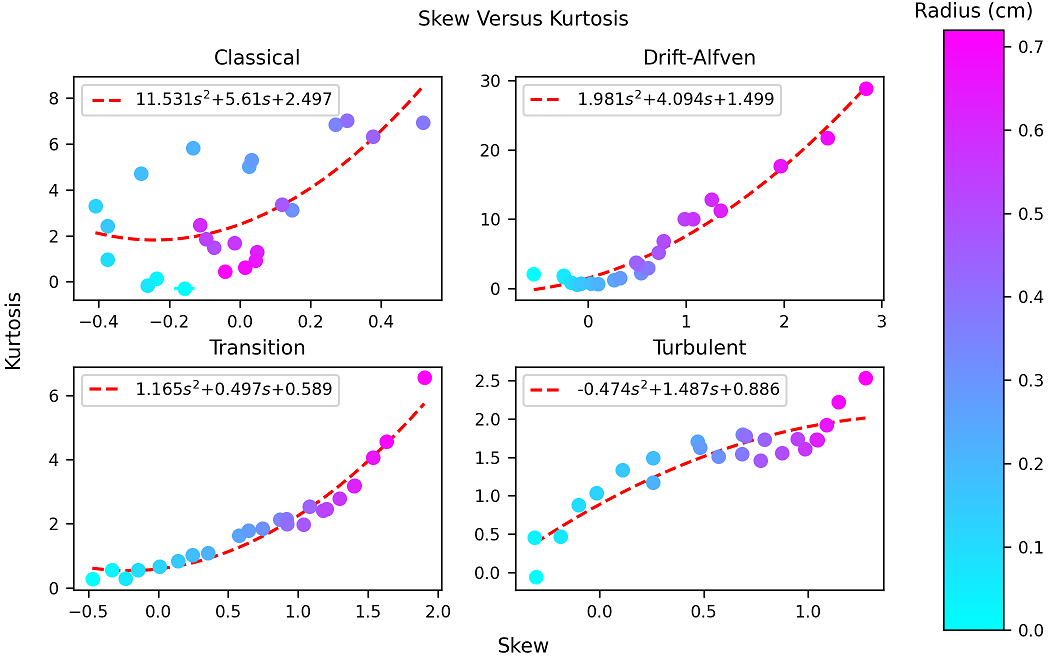 Skew Versus Kurtosis
Radius (cm)
Classical
Drift-Alfven
11.531s²+5.61s+2.497
1.981s²+4.094s+1.499
8
6
4
2
0
−0.4 −0.2 0.0 0.2 0.4
30
20
10
0
0 1 2 3
Transition
Turbulent
1.165s²+0.497s+0.589
-0.474s²+1.487s+0.886
6
4
2
0
−0.5 0.0 0.5 1.0 1.5 2.0
2.5
2.0
1.5
1.0
0.5
0.0
0.0 0.5 1.0
Kurtosis
Skew
0.7
0.6
0.5
0.4
0.3
0.2
0.1
0.0